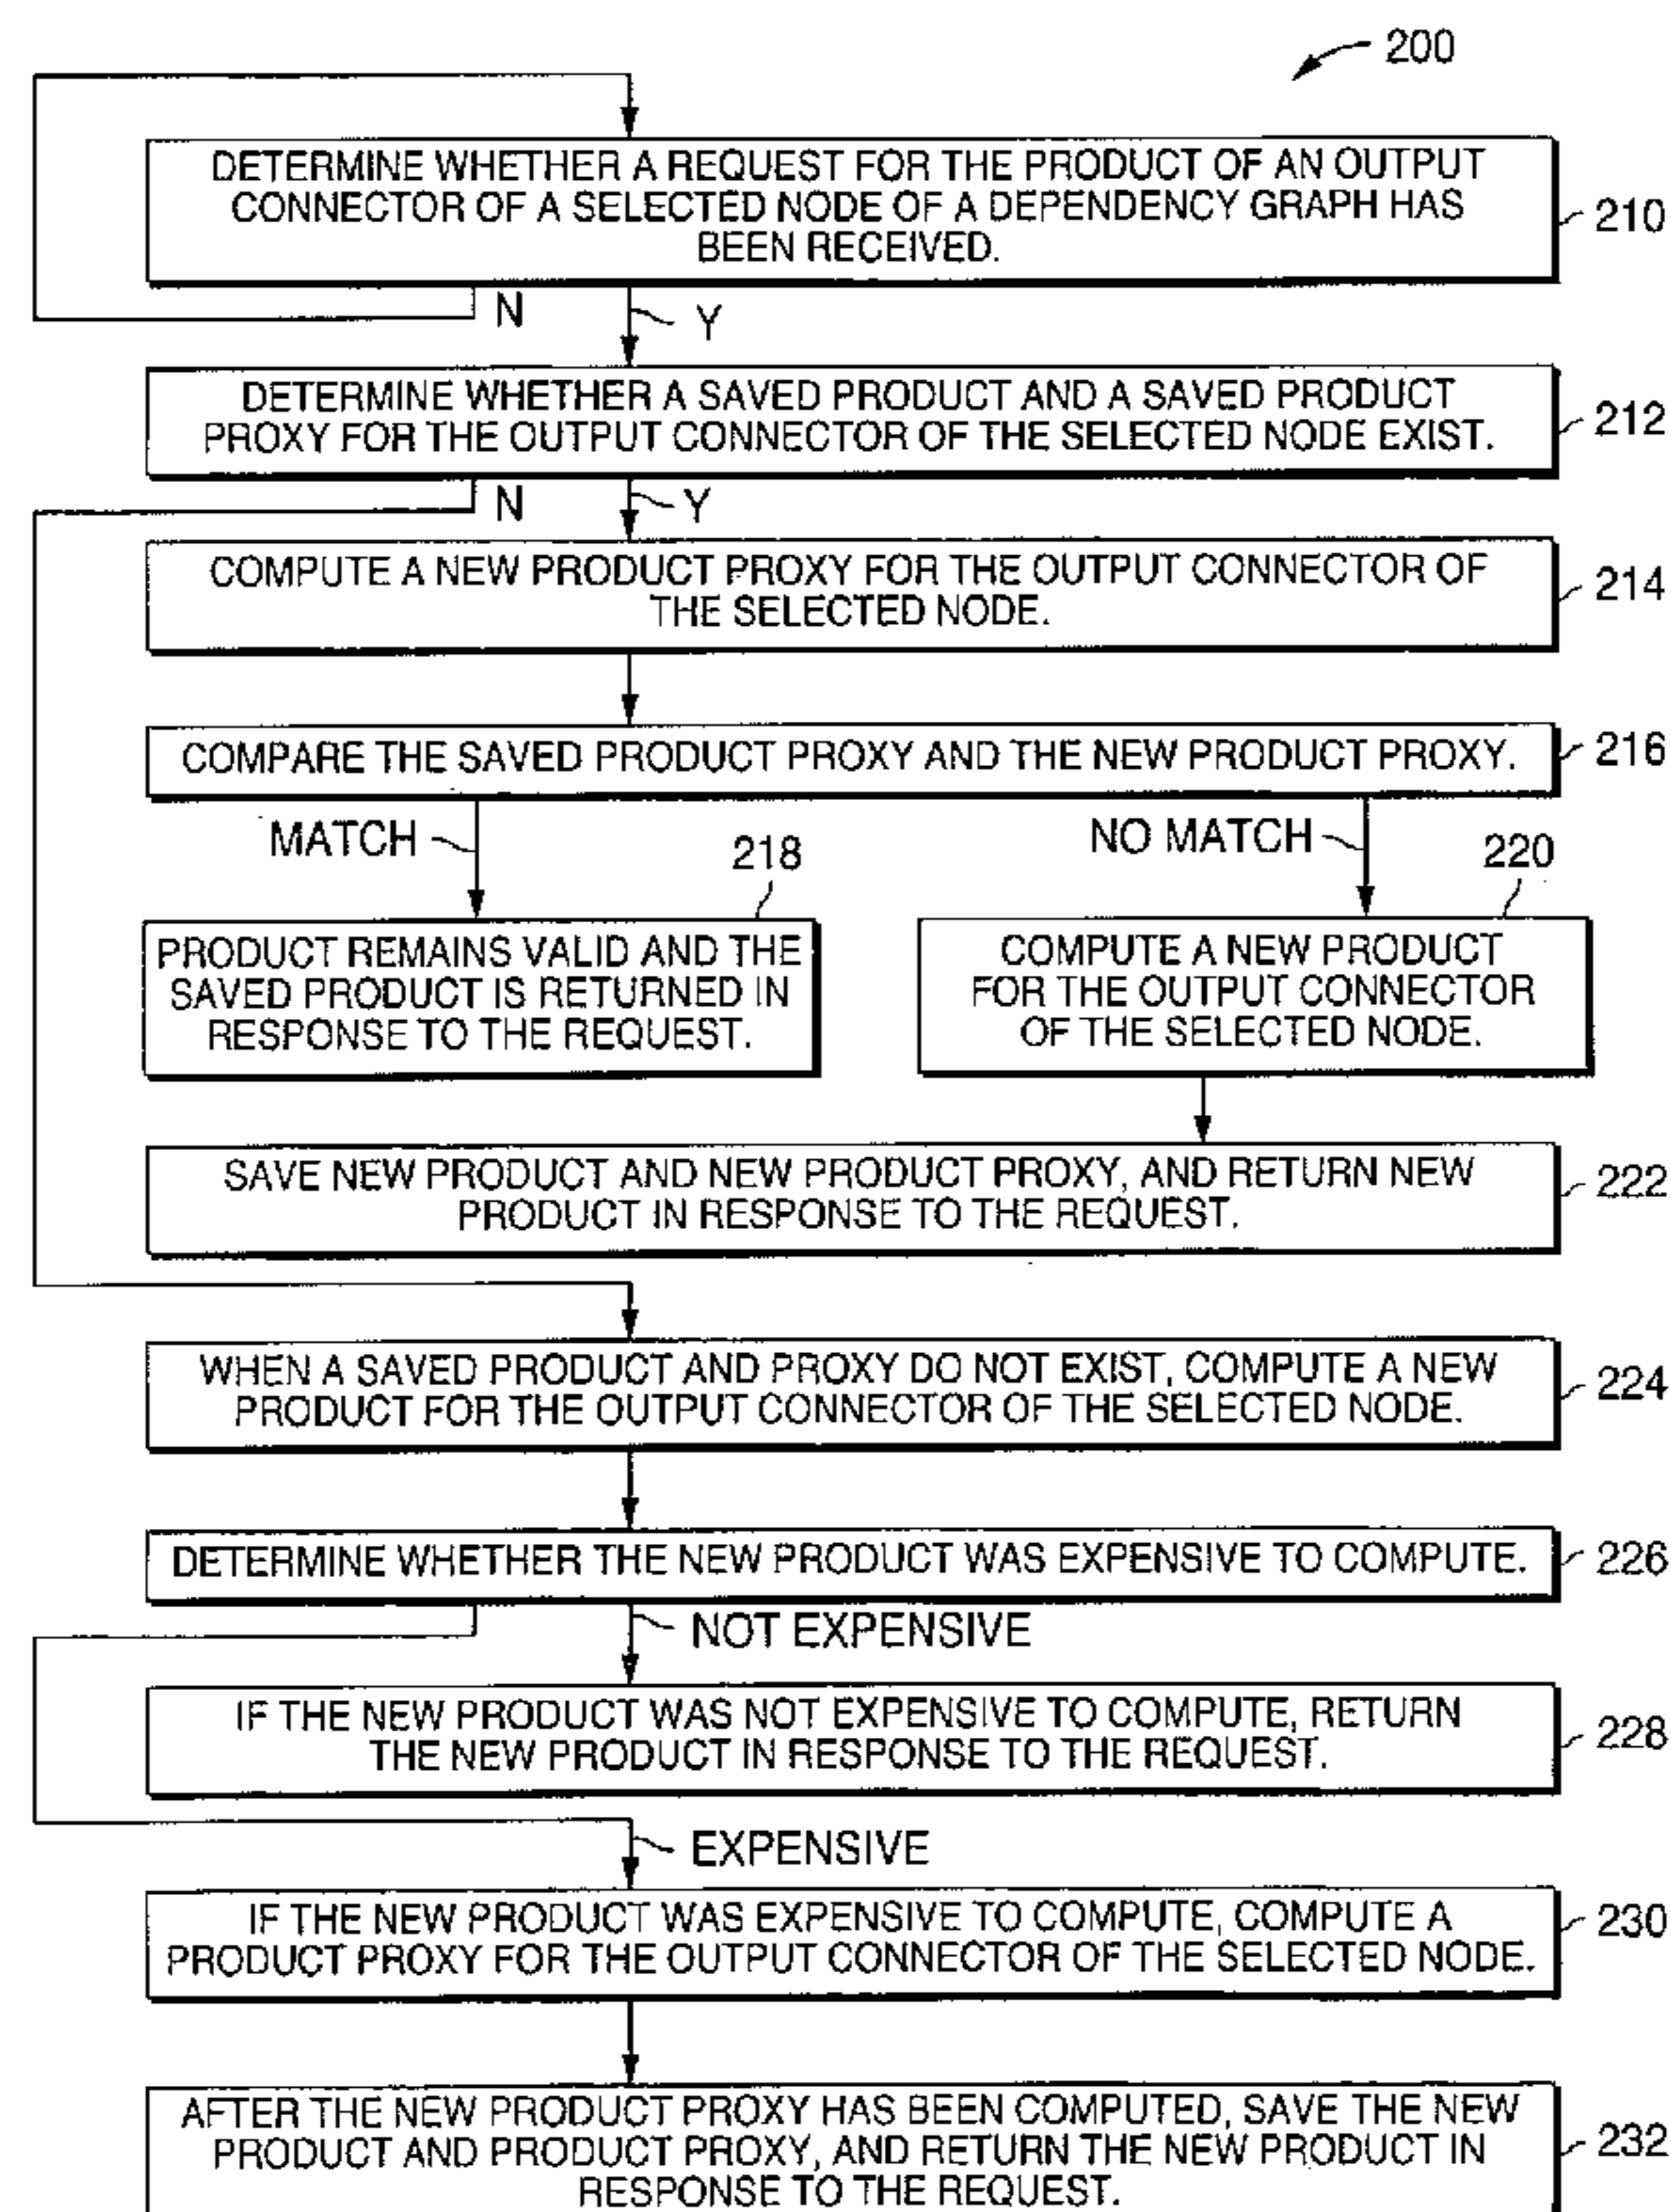 200
DETERMINE WHETHER A REQUEST FOR THE PRODUCT OF AN OUTPUT
CONNECTOR OF A SELECTED NODE OF A DEPENDENCY GRAPH HAS
BEEN RECEIVED.
210
N
Y
DETERMINE WHETHER A SAVED PRODUCT AND A SAVED PRODUCT
PROXY FOR THE OUTPUT CONNECTOR OF THE SELECTED NODE EXIST.
212
N
Y
COMPUTE A NEW PRODUCT PROXY FOR THE OUTPUT CONNECTOR OF
THE SELECTED NODE.
214
COMPARE THE SAVED PRODUCT PROXY AND THE NEW PRODUCT PROXY.
216
MATCH
218
NO MATCH
220
PRODUCT REMAINS VALID AND THE
SAVED PRODUCT IS RETURNED IN
RESPONSE TO THE REQUEST.
COMPUTE A NEW PRODUCT
FOR THE OUTPUT CONNECTOR
OF THE SELECTED NODE.
SAVE NEW PRODUCT AND NEW PRODUCT PROXY, AND RETURN NEW
PRODUCT IN RESPONSE TO THE REQUEST.
222
WHEN A SAVED PRODUCT AND PROXY DO NOT EXIST, COMPUTE A NEW
PRODUCT FOR THE OUTPUT CONNECTOR OF THE SELECTED NODE.
224
DETERMINE WHETHER THE NEW PRODUCT WAS EXPENSIVE TO COMPUTE.
226
NOT EXPENSIVE
IF THE NEW PRODUCT WAS NOT EXPENSIVE TO COMPUTE, RETURN
THE NEW PRODUCT IN RESPONSE TO THE REQUEST.
228
EXPENSIVE
IF THE NEW PRODUCT WAS EXPENSIVE TO COMPUTE, COMPUTE A
PRODUCT PROXY FOR THE OUTPUT CONNECTOR OF THE SELECTED NODE.
230
AFTER THE NEW PRODUCT PROXY HAS BEEN COMPUTED, SAVE THE NEW
PRODUCT AND PRODUCT PROXY, AND RETURN THE NEW PRODUCT IN
RESPONSE TO THE REQUEST.
232